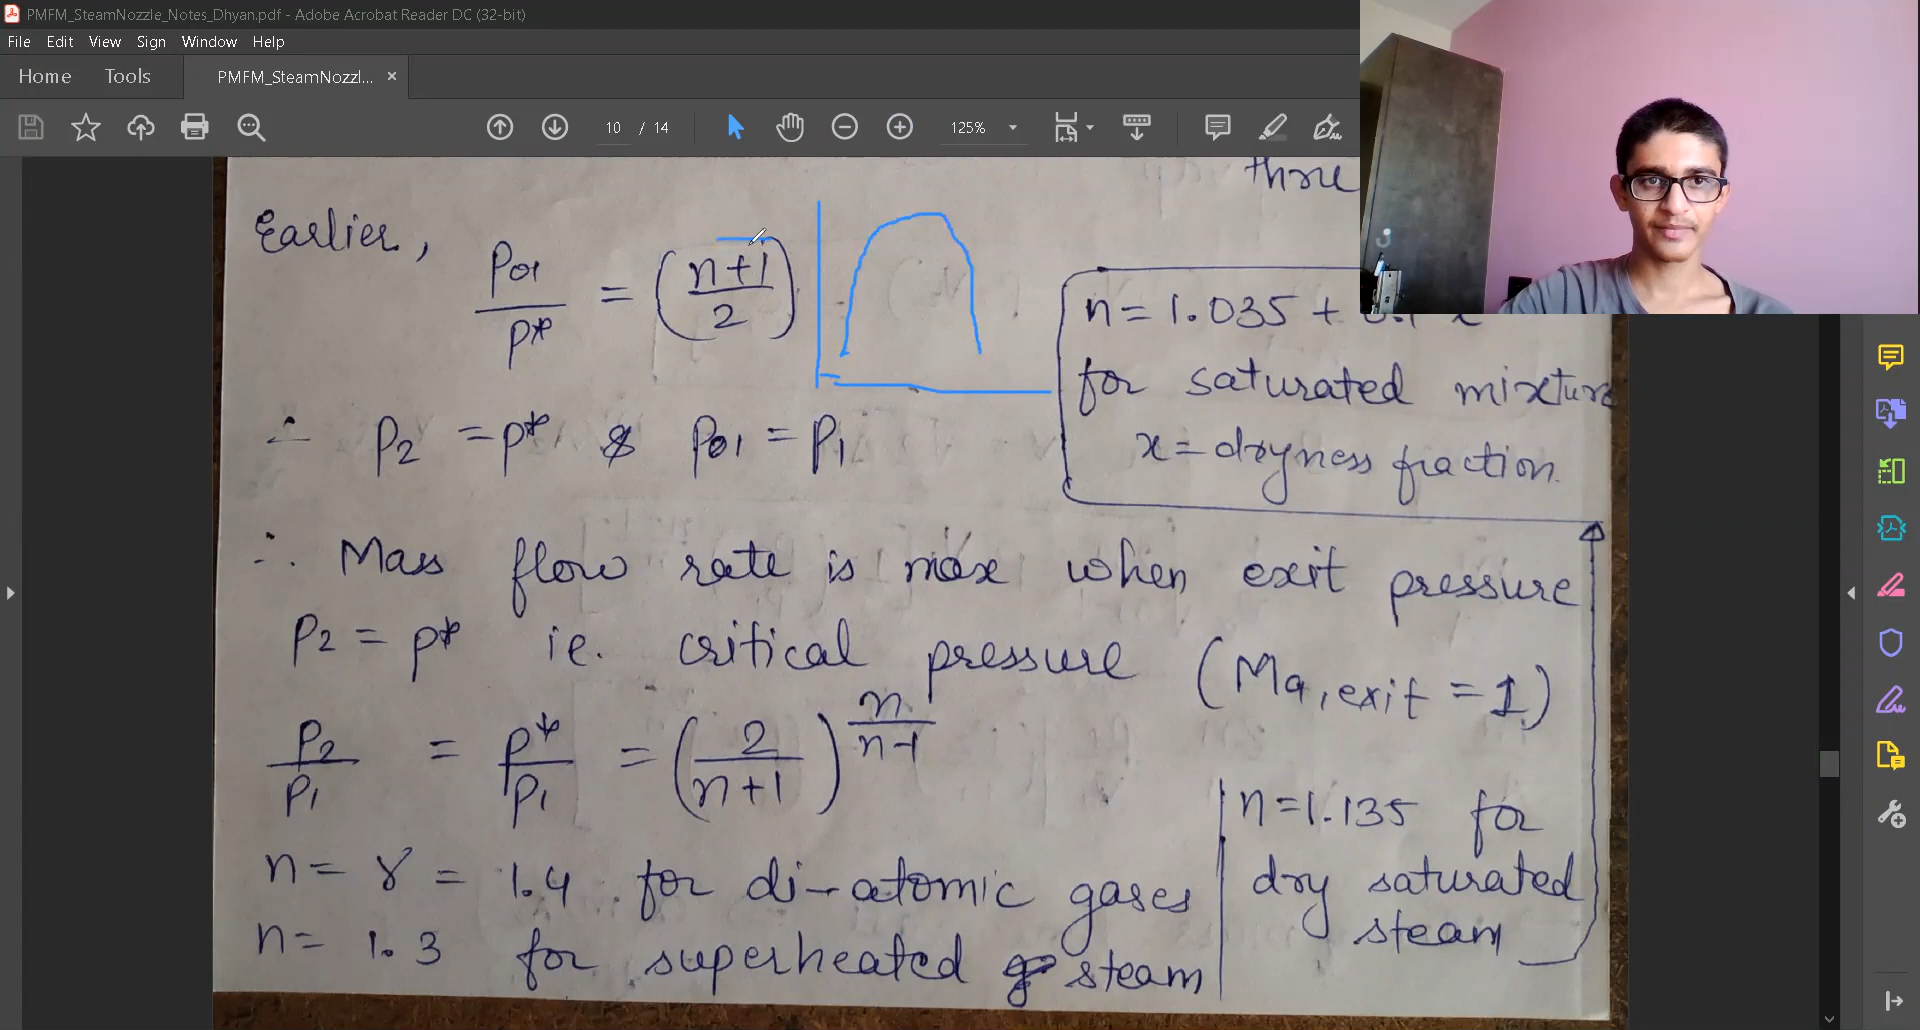 PMFM_SteamNozzle_Notes_Dhyan.pdf - Adobe Acrobat Reader DC (32-bit)
File Edit View Sign Window Help
Home Tools PMFM_SteamNozzl... ×
10 / 14 125%
thre
Earlier,
P01/P* = ((n+1)/2)
n = 1.035 +
for saturated mixture
x = dryness fraction.
∴ P2 = P* & P01 = P1
∴ Mass flow rate is max when exit pressure
P2 = P* ie. critical pressure (Ma, exit = 1)
P2/P1 = P*/P1 = (2/(n+1))^(n/(n-1))
n = γ = 1.4 for di-atomic gases
n = 1.3 for superheated steam
n = 1.135 for
dry saturated
steam